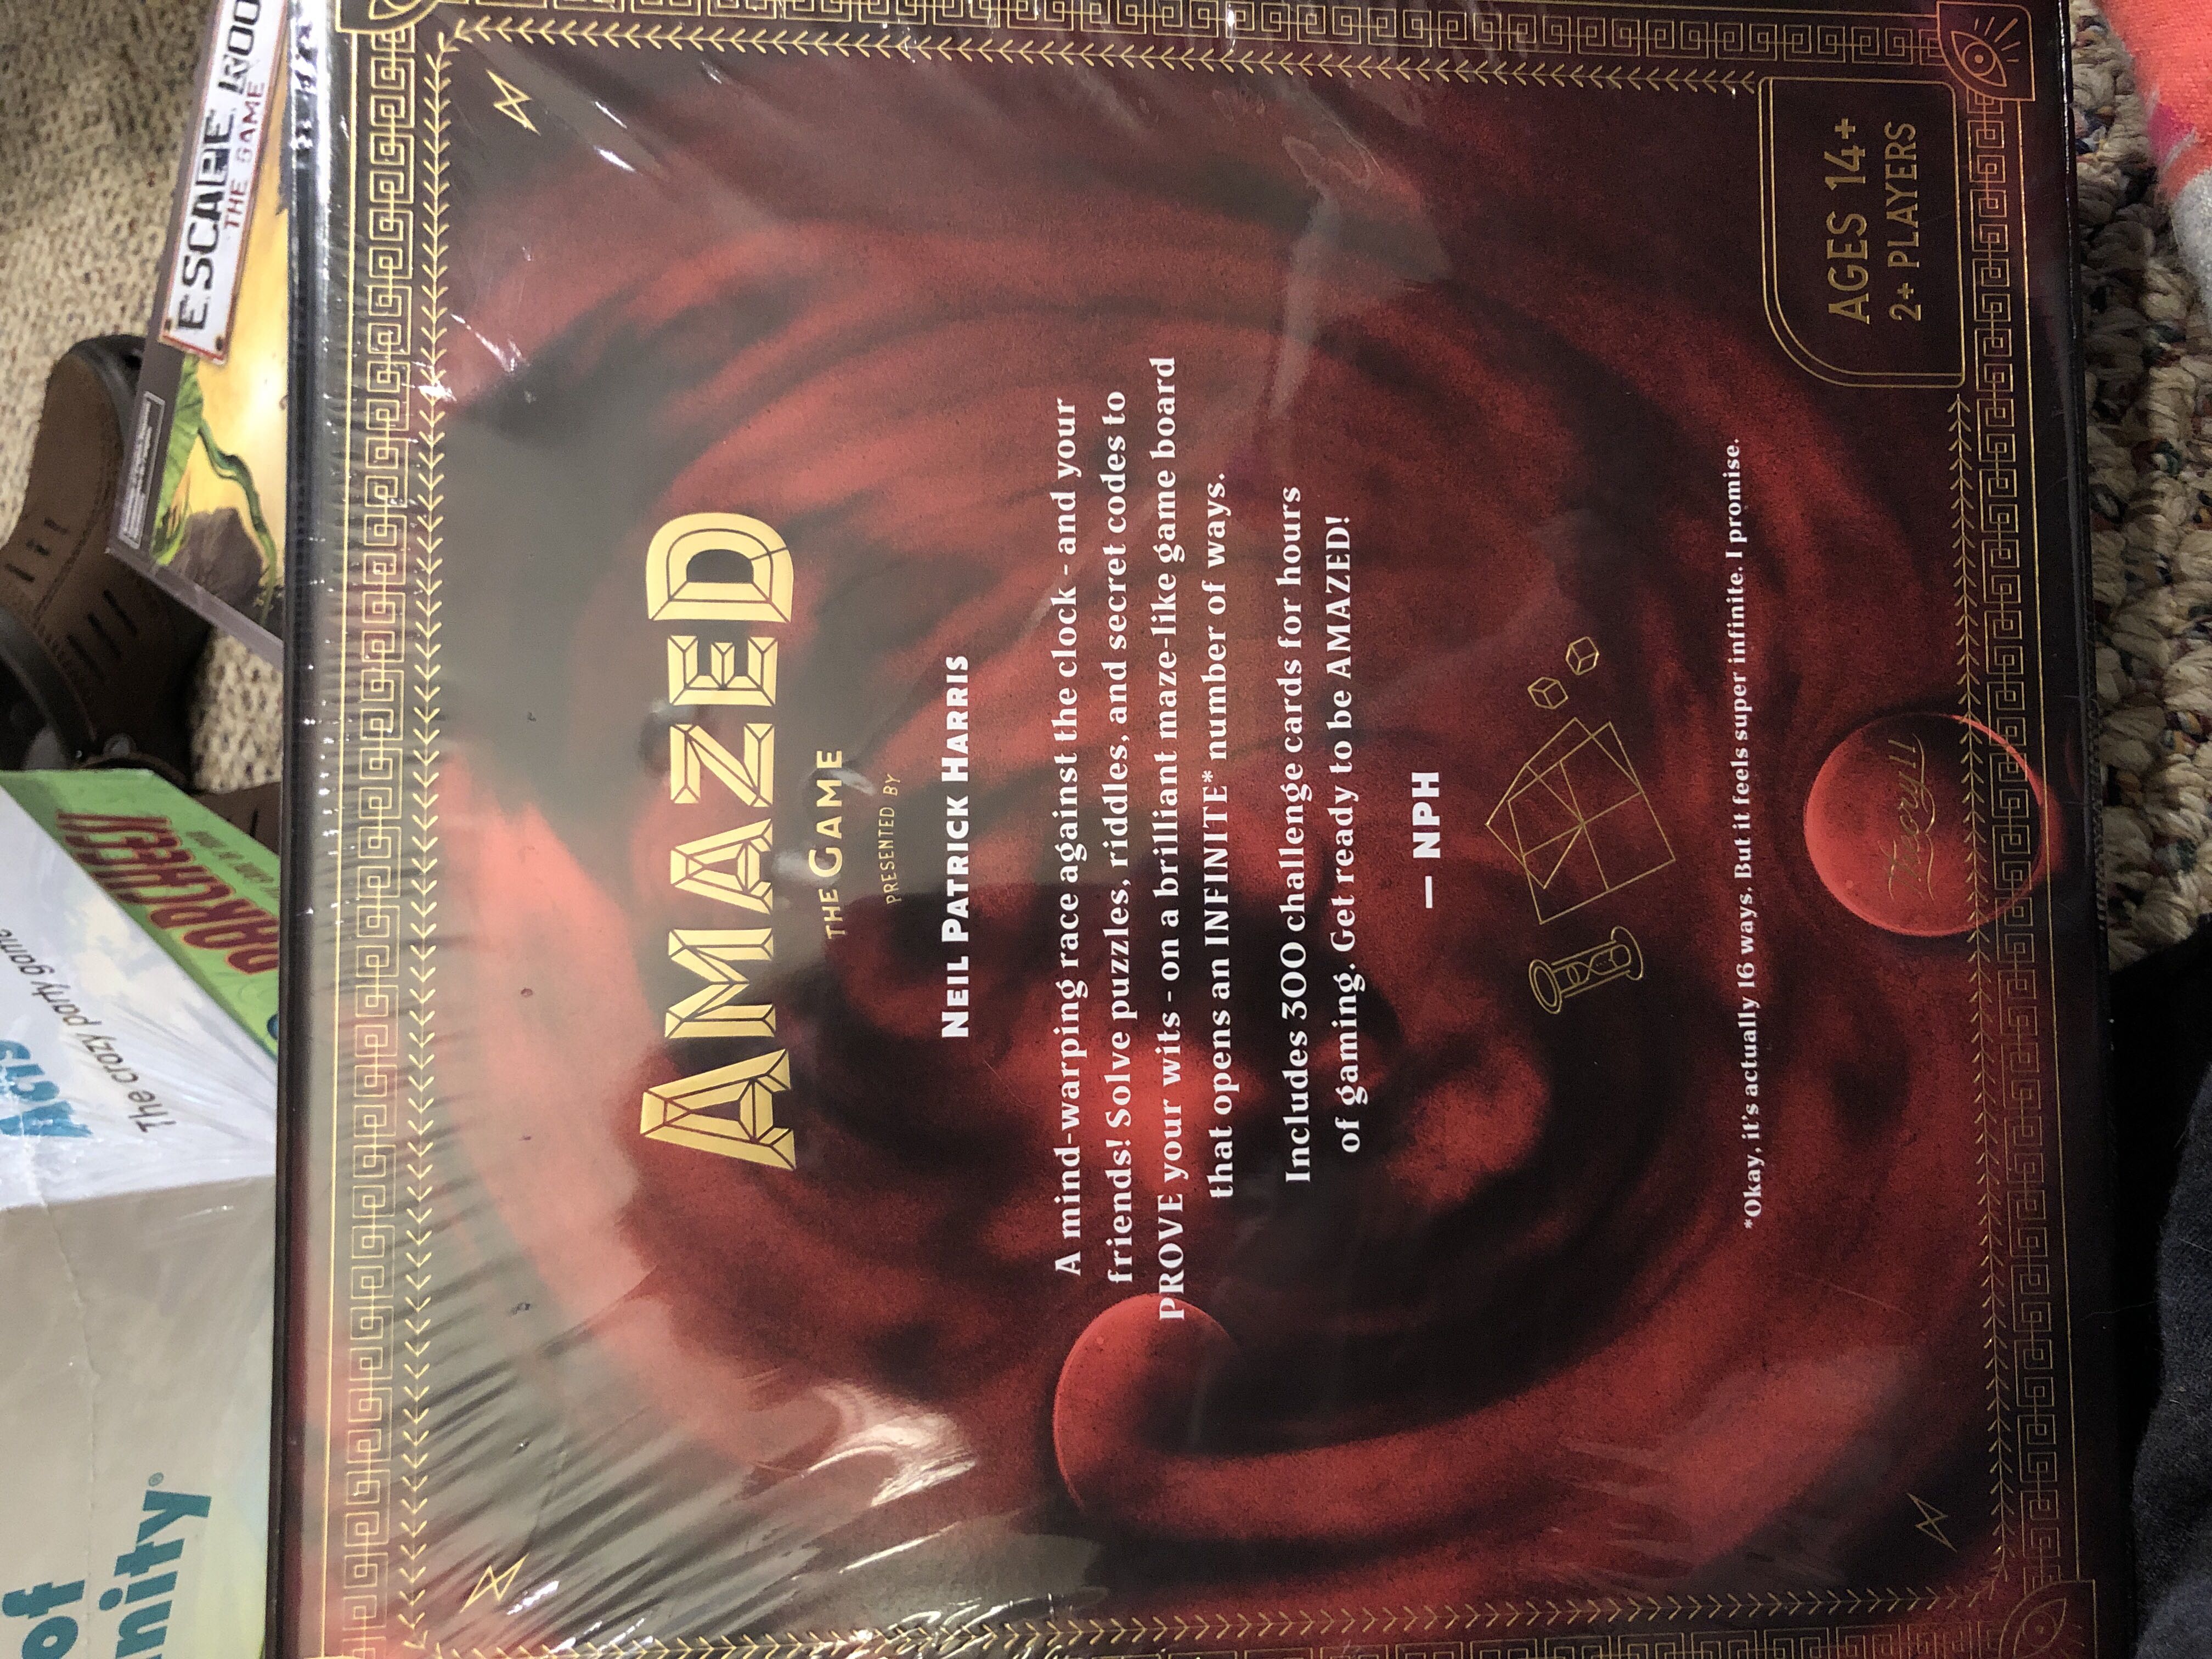 AMAZED
THE GAME
PRESENTED BY
NEIL PATRICK HARRIS
A mind-warping race against the clock - and your
friends! Solve puzzles, riddles, and secret codes to
PROVE your wits - on a brilliant maze-like game board
that opens an INFINITE* number of ways.
Includes 300 challenge cards for hours
of gaming. Get ready to be AMAZED!
— NPH
*Okay, it's actually 16 ways. But it feels super infinite. I promise.
theory11
AGES 14+
2+ PLAYERS
ESCAPE ROO
THE GAME
DARKNESS
The crazy party game
of
nity®